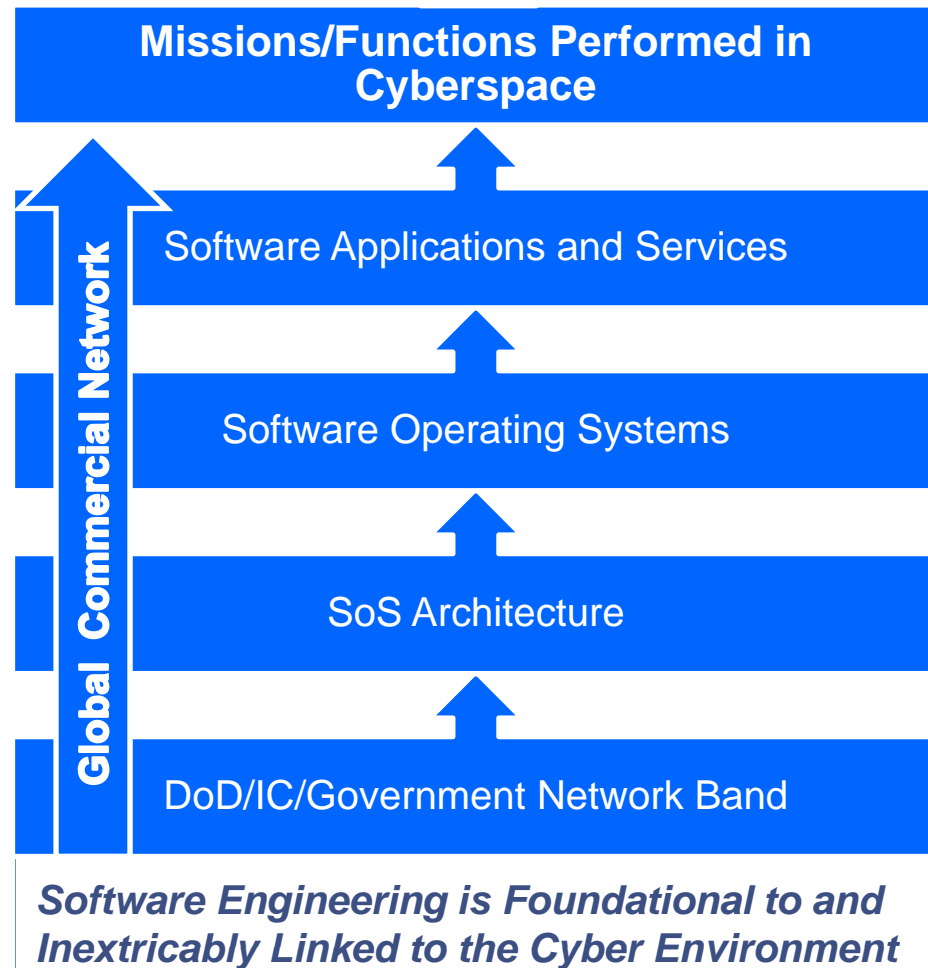 Missions/Functions Performed in
Cyberspace
Software Applications and Services
Global Commercial Network
Software Operating Systems
SoS Architecture
DoD/IC/Government Network Band
Software Engineering is Foundational to and
Inextricably Linked to the Cyber Environment